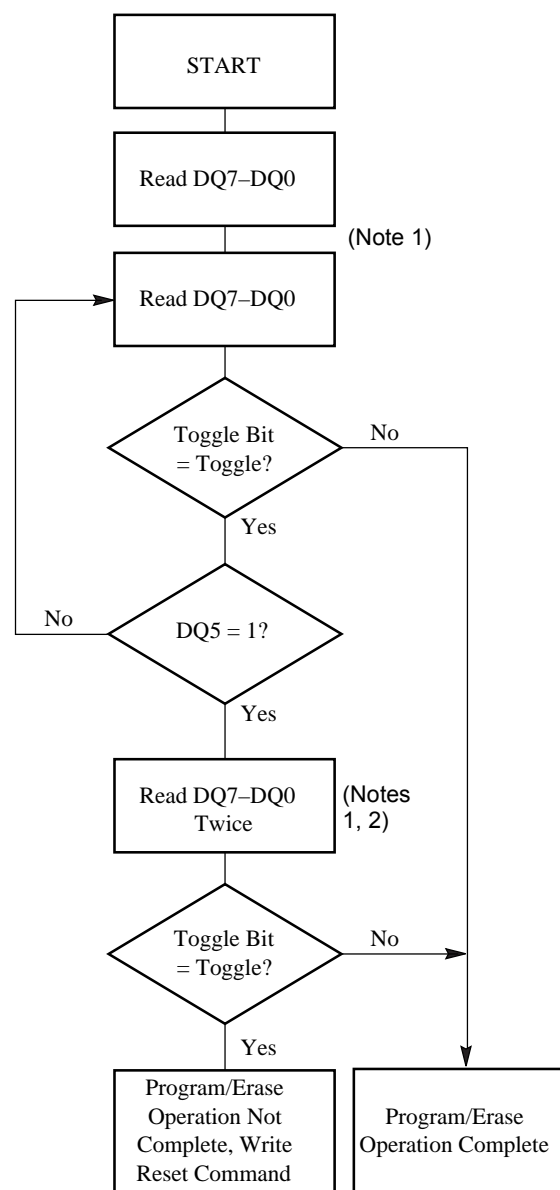 START
Read DQ7–DQ0
(Note 1)
Read DQ7–DQ0
Toggle Bit
= Toggle?
No
Yes
No
DQ5 = 1?
Yes
Read DQ7–DQ0
Twice
(Notes
1, 2)
Toggle Bit
= Toggle?
No
Yes
Program/Erase
Operation Not
Complete, Write
Reset Command
Program/Erase
Operation Complete